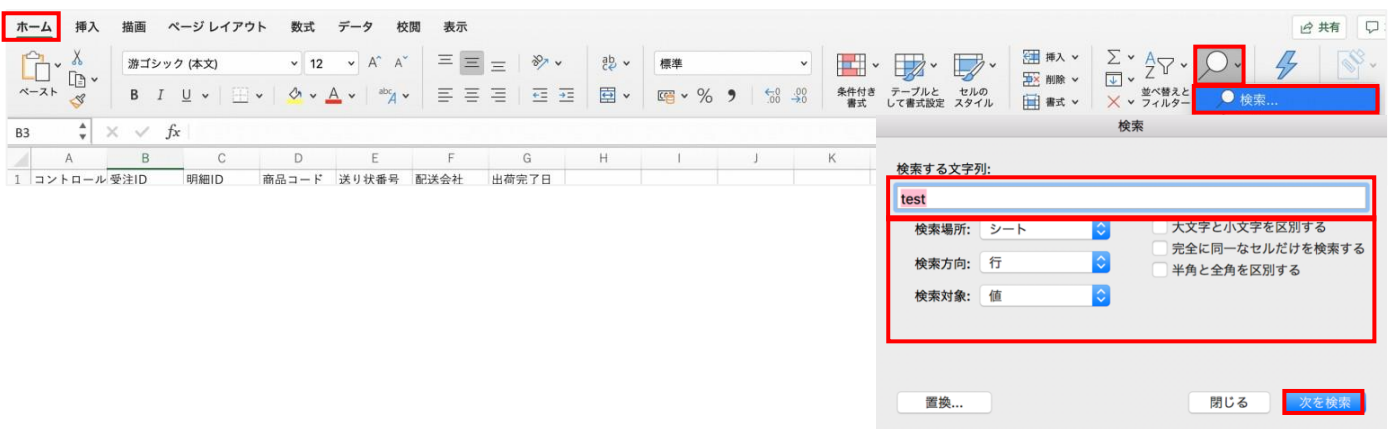 ホーム 挿入 描画 ページ レイアウト 数式 データ 校閲 表示 共有
ペースト
游ゴシック (本文) 12 A^ A˅
B I U A abc A
ab
標準
% 9 .00 .00
条件付き書式
テーブルとして書式設定
セルのスタイル
挿入
削除
書式
Σ
A Z
並べ替えと
フィルター
検索...
B3 fx
A B C D E F G H I J K
1 コントロール 受注ID 明細ID 商品コード 送り状番号 配送会社 出荷完了日
検索
検索する文字列:
test
検索場所: シート
検索方向: 行
検索対象: 値
大文字と小文字を区別する
完全に同一なセルだけを検索する
半角と全角を区別する
置換... 閉じる 次を検索